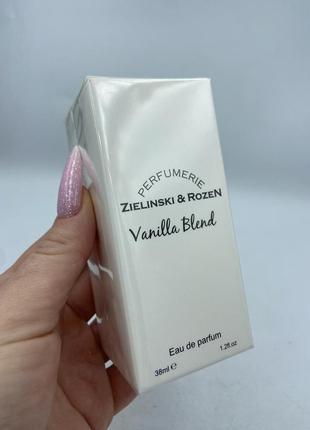 PERFUMERIE
ZIELINSKI & ROZEN
Vanilla Blend
Eau de parfum
38ml ℮ 1.2fl.oz